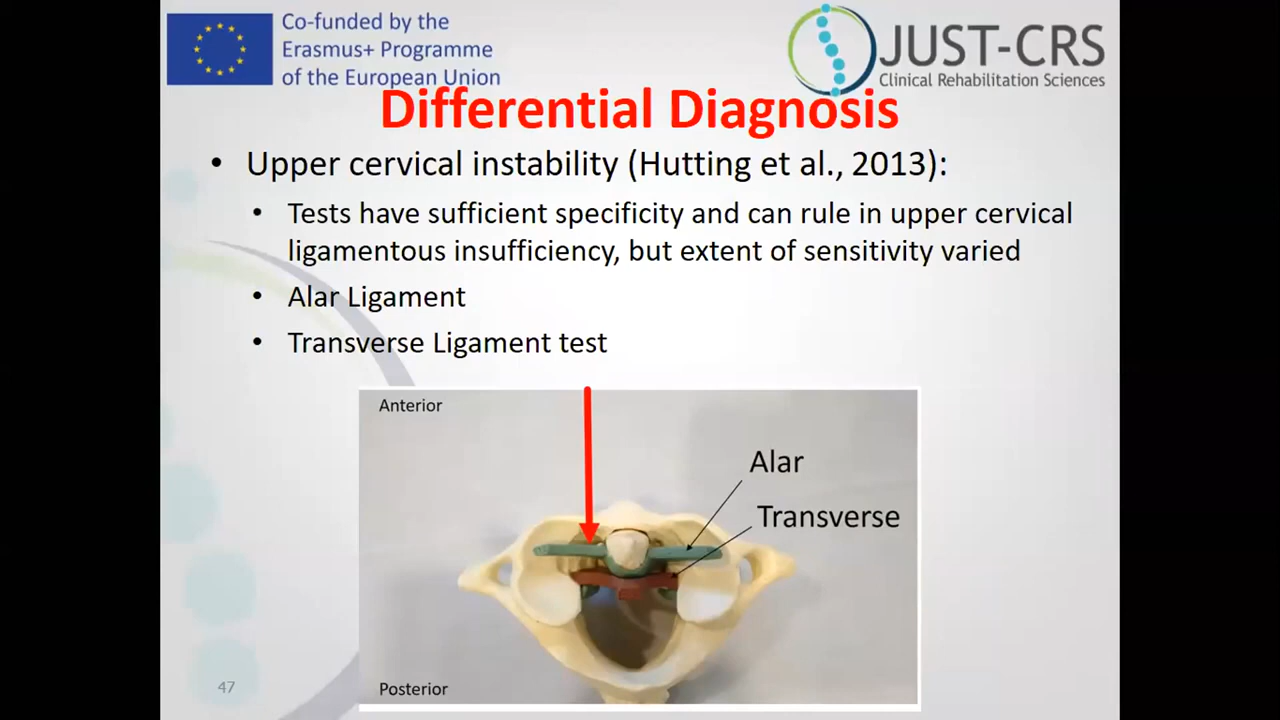 Co-funded by the
Erasmus+ Programme
of the European Union
JUST-CRS
Clinical Rehabilitation Sciences
Differential Diagnosis
• Upper cervical instability (Hutting et al., 2013):
• Tests have sufficient specificity and can rule in upper cervical
ligamentous insufficiency, but extent of sensitivity varied
• Alar Ligament
• Transverse Ligament test
Anterior
Alar
Transverse
Posterior
47